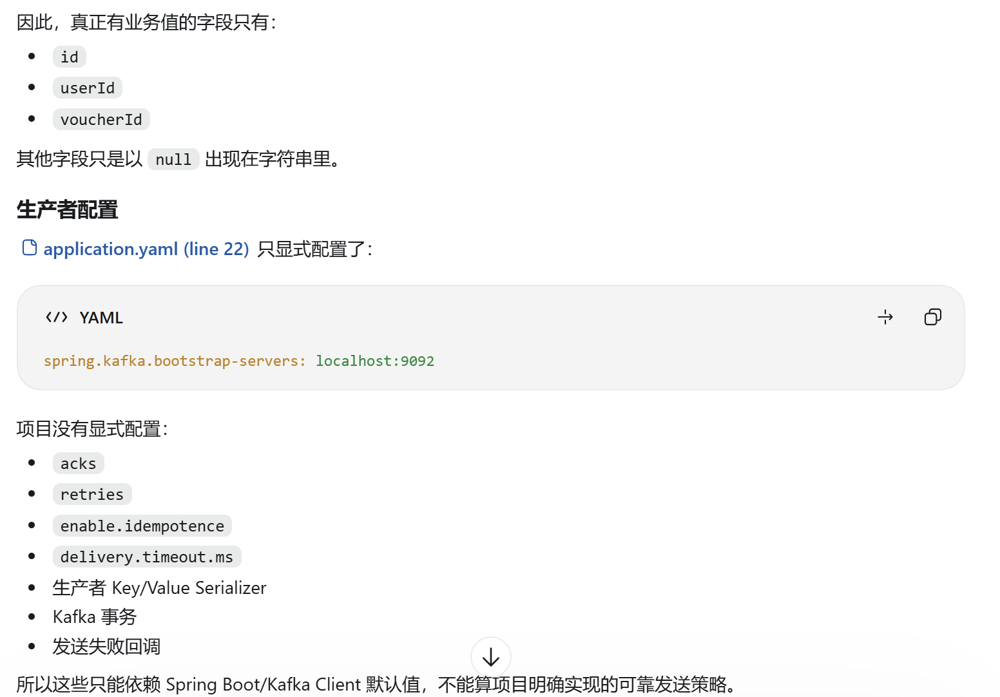 因此，真正有业务值的字段只有：
id
userId
voucherId
其他字段只是以 null 出现在字符串里。
生产者配置
application.yaml (line 22) 只显式配置了：
YAML
spring.kafka.bootstrap-servers: localhost:9092
项目没有显式配置：
acks
retries
enable.idempotence
delivery.timeout.ms
生产者 Key/Value Serializer
Kafka 事务
发送失败回调
所以这些只能依赖 Spring Boot/Kafka Client 默认值，不能算项目明确实现的可靠发送策略。